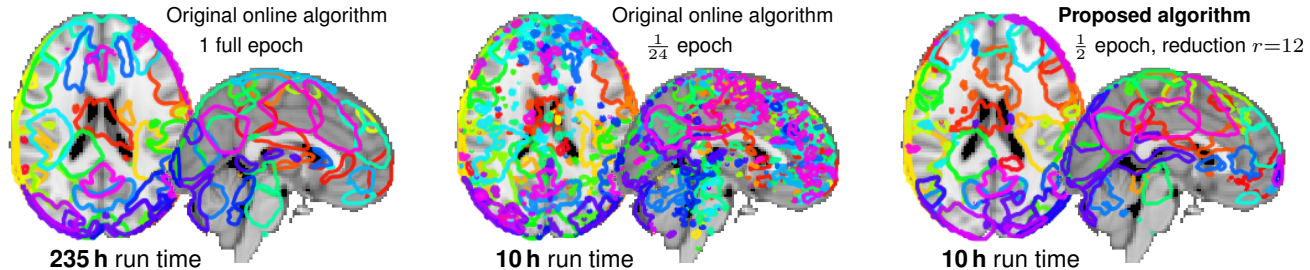 Original online algorithm
1 full epoch
235 h run time
Original online algorithm
1/24 epoch
10 h run time
Proposed algorithm
1/2 epoch, reduction r=12
10 h run time